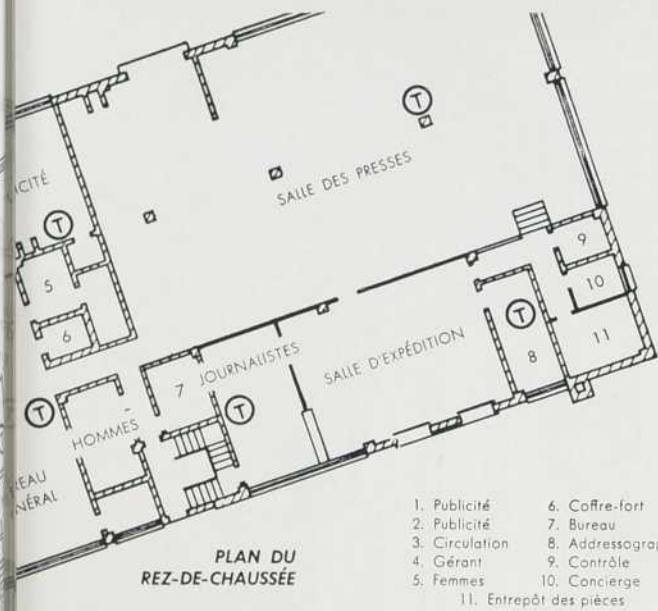 ICITÉ
T
T
SALLE DES PRESSES
T
5
6
9
10
11
T
8
7
JOURNALISTES
SALLE D'EXPÉDITION
T
HOMMES
T
EAU
NÉRAL
PLAN DU
REZ-DE-CHAUSSÉE
1. Publicité
2. Publicité
3. Circulation
4. Gérant
5. Femmes
6. Coffre-fort
7. Bureau
8. Addressograp
9. Contrôle
10. Concierge
11. Entrepôt des pièces